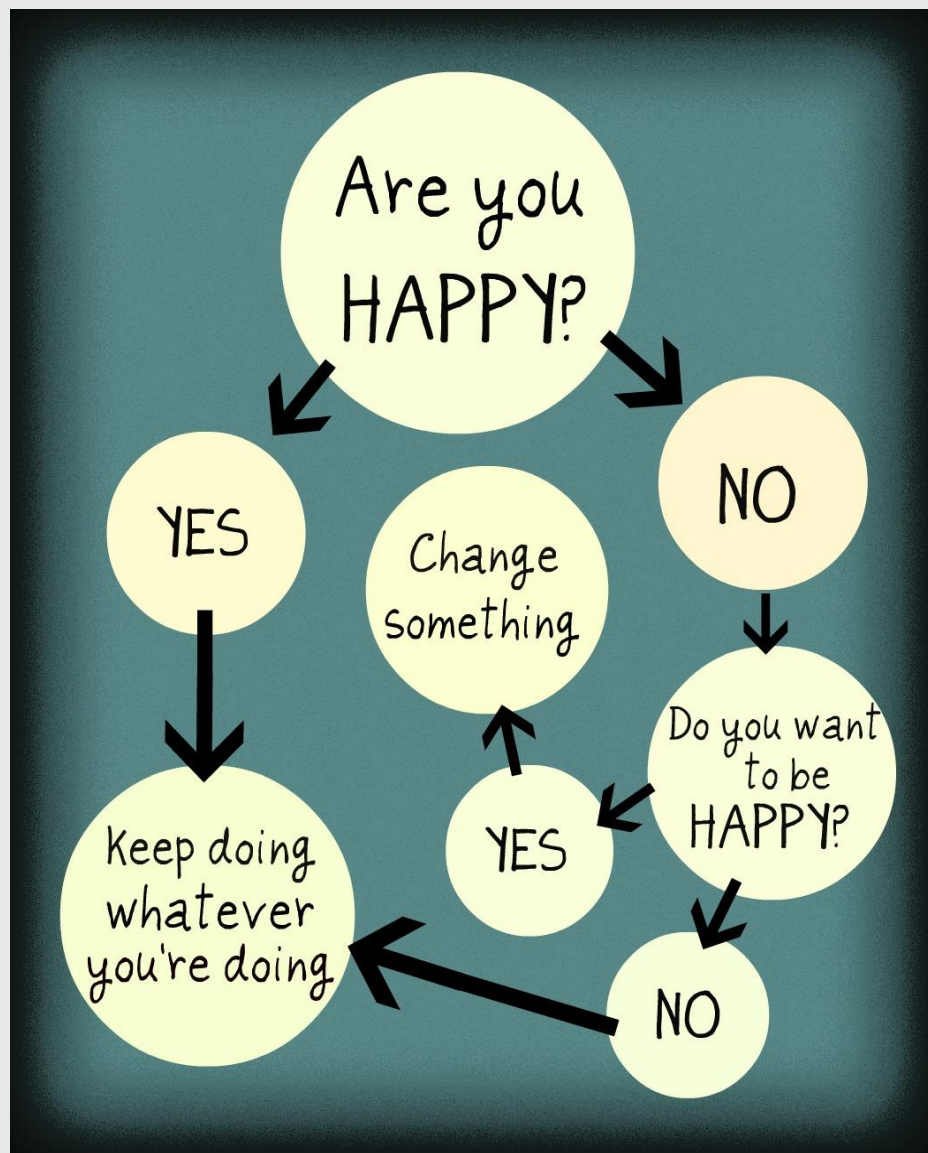 Are you
HAPPY?
YES
NO
Change
something
Do you want
to be
HAPPY?
YES
Keep doing
whatever
you're doing
NO